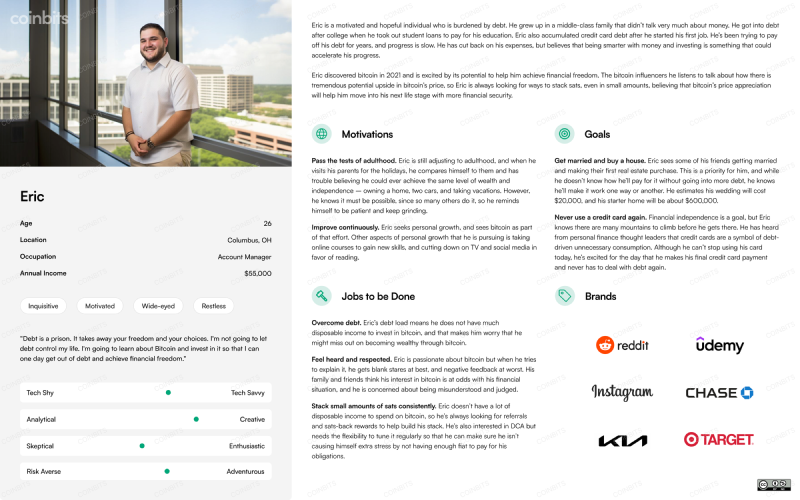 coinbits
Eric is a motivated and hopeful individual who is burdened by debt. He grew up in a middle-class family that didn't talk very much about money. He got into debt
after college when he took out student loans to pay for his education. Eric also accumulated credit card debt after he started his first job. He's been trying to pay
off his debt for years, and progress is slow. He has cut back on his expenses, but believes that being smarter with money and investing is something that could
accelerate his progress.
Eric discovered bitcoin in 2021 and is excited by its potential to help him achieve financial freedom. The bitcoin influencers he listens to talk about how there is
tremendous potential upside in bitcoin's price, so Eric is always looking for ways to stack sats, even in small amounts, believing that bitcoin's price appreciation
will help him move into his next life stage with more financial security.
Eric
Age 26
Location Columbus, OH
Occupation Account Manager
Annual Income $55,000
Inquisitive Motivated Wide-eyed Restless
"Debt is a prison. It takes away your freedom and your choices. I'm not going to let
debt control my life. I'm going to learn about Bitcoin and invest in it so that I can
one day get out of debt and achieve financial freedom."
Tech Shy Tech Savvy
Analytical Creative
Skeptical Enthusiastic
Risk Averse Adventurous
Motivations
Pass the tests of adulthood. Eric is still adjusting to adulthood, and when he
visits his parents for the holidays, he compares himself to them and has
trouble believing he could ever achieve the same level of wealth and
independence — owning a home, two cars, and taking vacations. However,
he knows it must be possible, since so many others do it, so he reminds
himself to be patient and keep grinding.
Improve continuously. Eric seeks personal growth, and sees bitcoin as part
of that effort. Other aspects of personal growth that he is pursuing is taking
online courses to gain new skills, and cutting down on TV and social media in
favor of reading.
Goals
Get married and buy a house. Eric sees some of his friends getting married
and making their first real estate purchase. This is a priority for him, and while
he doesn't know how he'll pay for it without going into more debt, he knows
he'll make it work one way or another. He estimates his wedding will cost
$20,000, and his starter home will be about $600,000.
Never use a credit card again. Financial independence is a goal, but Eric
knows there are many mountains to climb before he gets there. He has heard
from personal finance thought leaders that credit cards are a symbol of debt-
driven unnecessary consumption. Although he can't stop using his card
today, he's excited for the day that he makes his final credit card payment
and never has to deal with debt again.
Jobs to be Done
Overcome debt. Eric's debt load means he does not have much
disposable income to invest in bitcoin, and that makes him worry that he
might miss out on becoming wealthy through bitcoin.
Feel heard and respected. Eric is passionate about bitcoin but when he tries
to explain it, he gets blank stares at best, and negative feedback at worst. His
family and friends think his interest in bitcoin is at odds with his financial
situation, and he is concerned about being misunderstood and judged.
Stack small amounts of sats consistently. Eric doesn't have a lot of
disposable income to spend on bitcoin, so he's always looking for referrals
and sats-back rewards to help build his stack. He's also interested in DCA but
needs the flexibility to tune it regularly so that he can make sure he isn't
causing himself extra stress by not having enough fiat to pay for his
obligations.
Brands
reddit ûdemy
Instagram CHASE
KIA TARGET